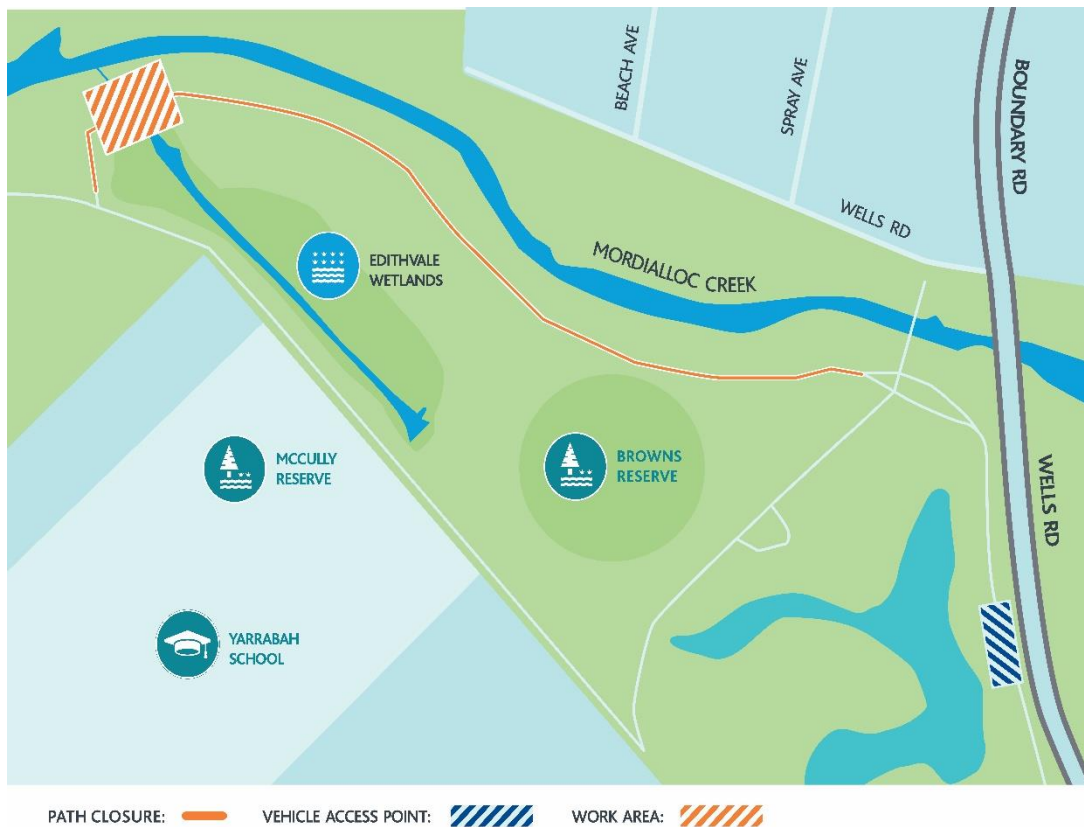 BEACH AVE
SPRAY AVE
BOUNDARY RD
WELLS RD
EDITHVALE
WETLANDS
MORDIALLOC CREEK
MCCULLY
RESERVE
BROWNS
RESERVE
WELLS RD
YARRABAH
SCHOOL
PATH CLOSURE:
VEHICLE ACCESS POINT:
WORK AREA: